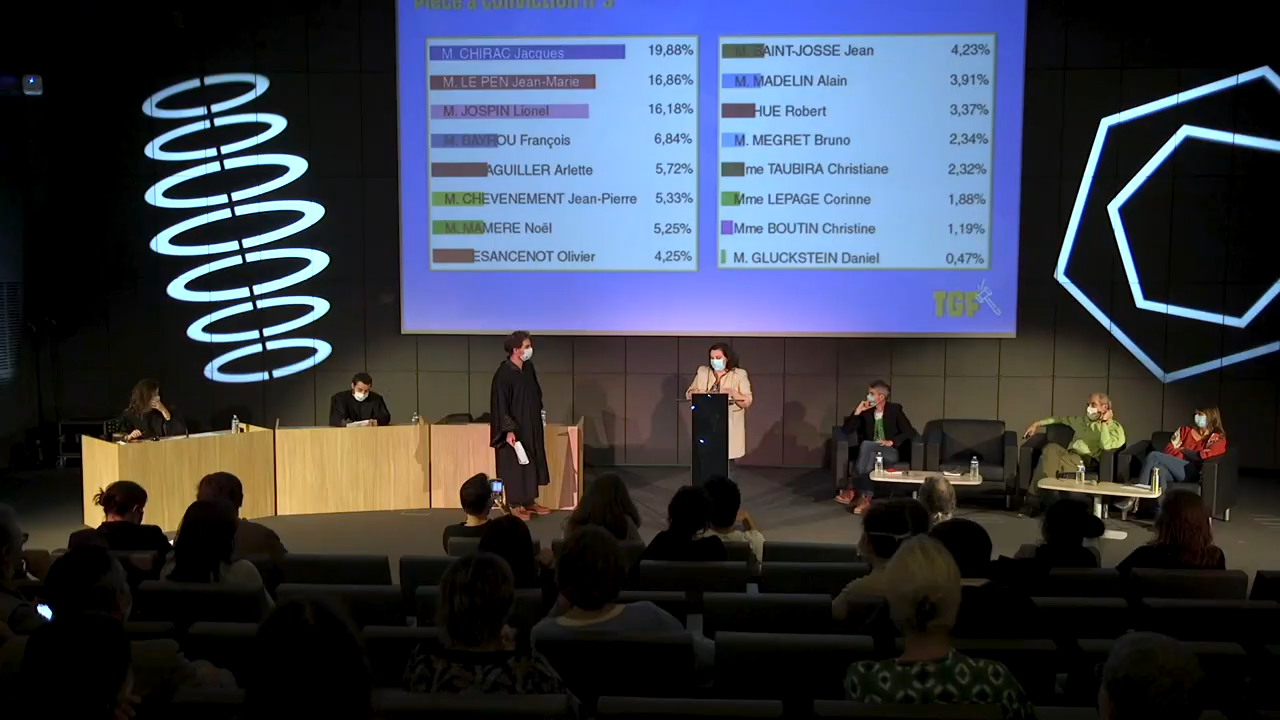 Pièce à conviction n°3
M. CHIRAC Jacques 19,88%
M. LE PEN Jean-Marie 16,86%
M. JOSPIN Lionel 16,18%
M. BAYROU François 6,84%
AGUILLER Arlette 5,72%
M. CHEVENEMENT Jean-Pierre 5,33%
M. MAMERE Noël 5,25%
ESANCENOT Olivier 4,25%
M. SAINT-JOSSE Jean 4,23%
M. MADELIN Alain 3,91%
HUE Robert 3,37%
M. MEGRET Bruno 2,34%
me TAUBIRA Christiane 2,32%
Mme LEPAGE Corinne 1,88%
Mme BOUTIN Christine 1,19%
M. GLUCKSTEIN Daniel 0,47%
TGF